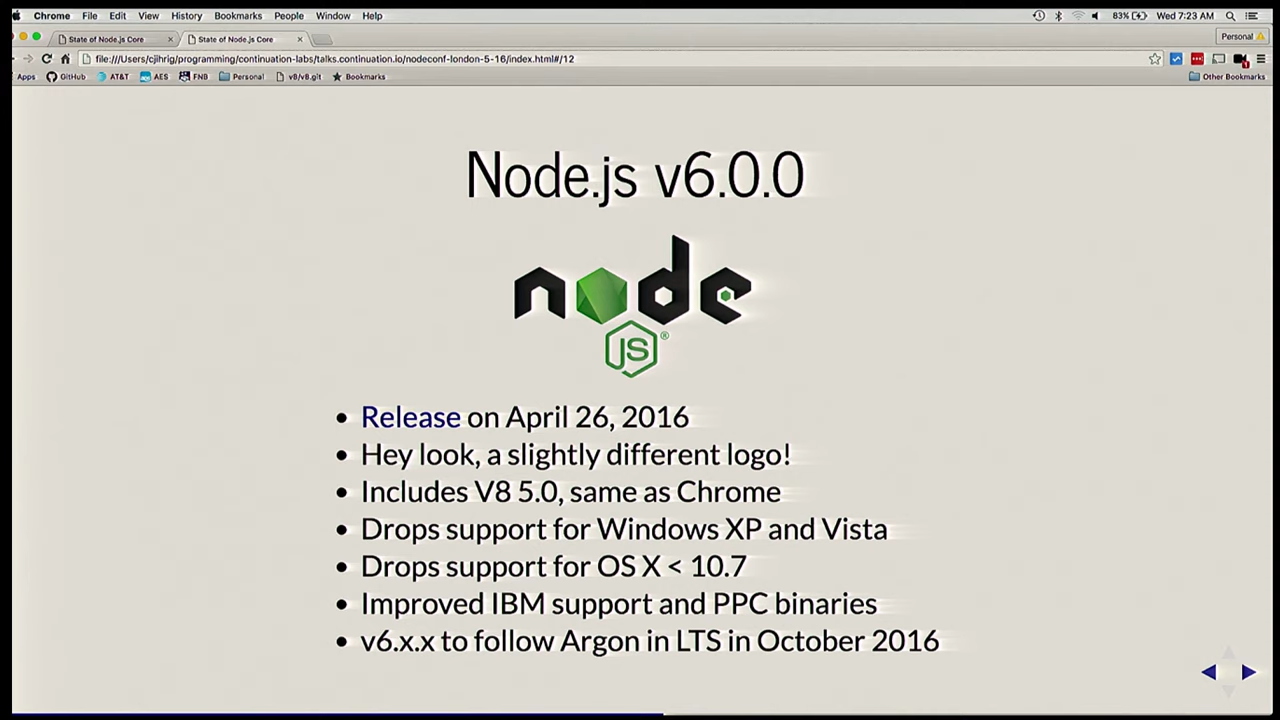 Chrome File Edit View History Bookmarks People Window Help 83% Wed 7:23 AM
State of Node.js Core State of Node.js Core Personal
file:///Users/cjihrig/programming/continuation-labs/talks.continuation.io/nodeconf-london-5-16/index.html#/12
Apps GitHub AT&T AES FNB Personal v8/v8.git Bookmarks Other Bookmarks
Node.js v6.0.0
node
JS®
• Release on April 26, 2016
• Hey look, a slightly different logo!
• Includes V8 5.0, same as Chrome
• Drops support for Windows XP and Vista
• Drops support for OS X < 10.7
• Improved IBM support and PPC binaries
• v6.x.x to follow Argon in LTS in October 2016